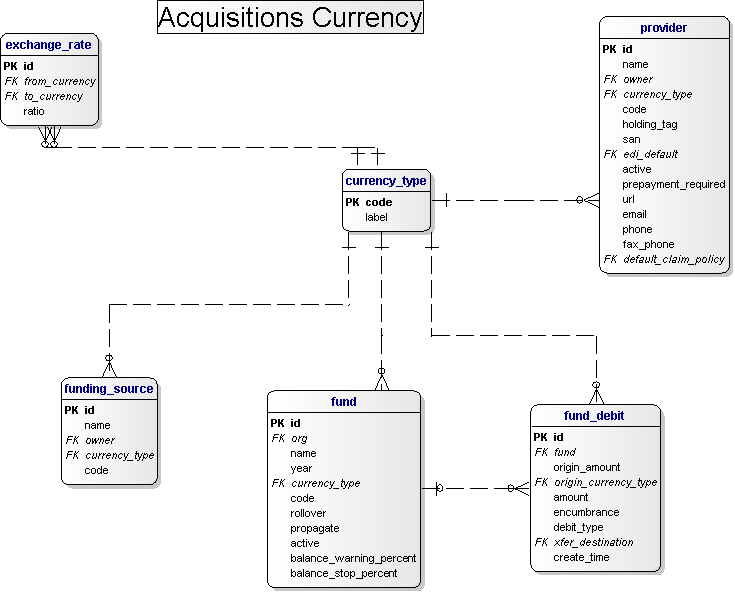 Acquisitions Currency
exchange_rate
PK id
FK from_currency
FK to_currency
ratio
provider
PK id
name
FK owner
FK currency_type
code
holding_tag
san
FK edi_default
active
prepayment_required
url
email
phone
fax_phone
FK default_claim_policy
currency_type
PK code
label
funding_source
PK id
name
FK owner
FK currency_type
code
fund
PK id
FK org
name
year
FK currency_type
code
rollover
propagate
active
balance_warning_percent
balance_stop_percent
fund_debit
PK id
FK fund
origin_amount
FK origin_currency_type
amount
encumbrance
debit_type
FK xfer_destination
create_time